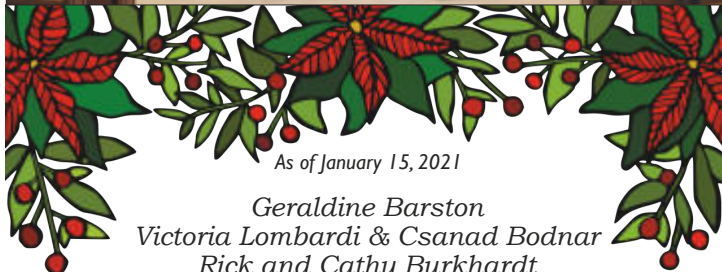 As of January 15, 2021
Geraldine Barston
Victoria Lombardi & Csanad Bodnar
Rick and Cathy Burkhardt